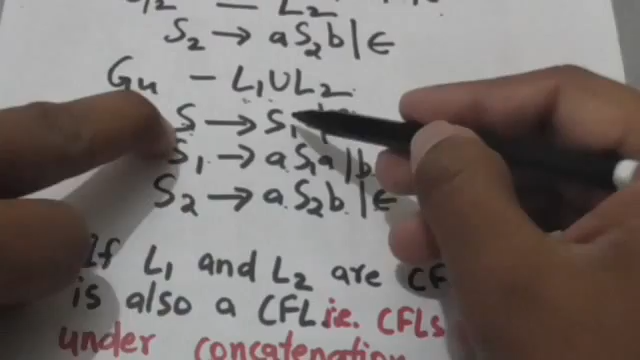 — L₂
S₂ → aS₂b|ϵ
Gu – L₁UL₂
S → S₁
S₁ → aS₁a|b
S₂ → aS₂b|ϵ
If L₁ and L₂ are CF
is also a CFL i.e. CFLs
under concatenation